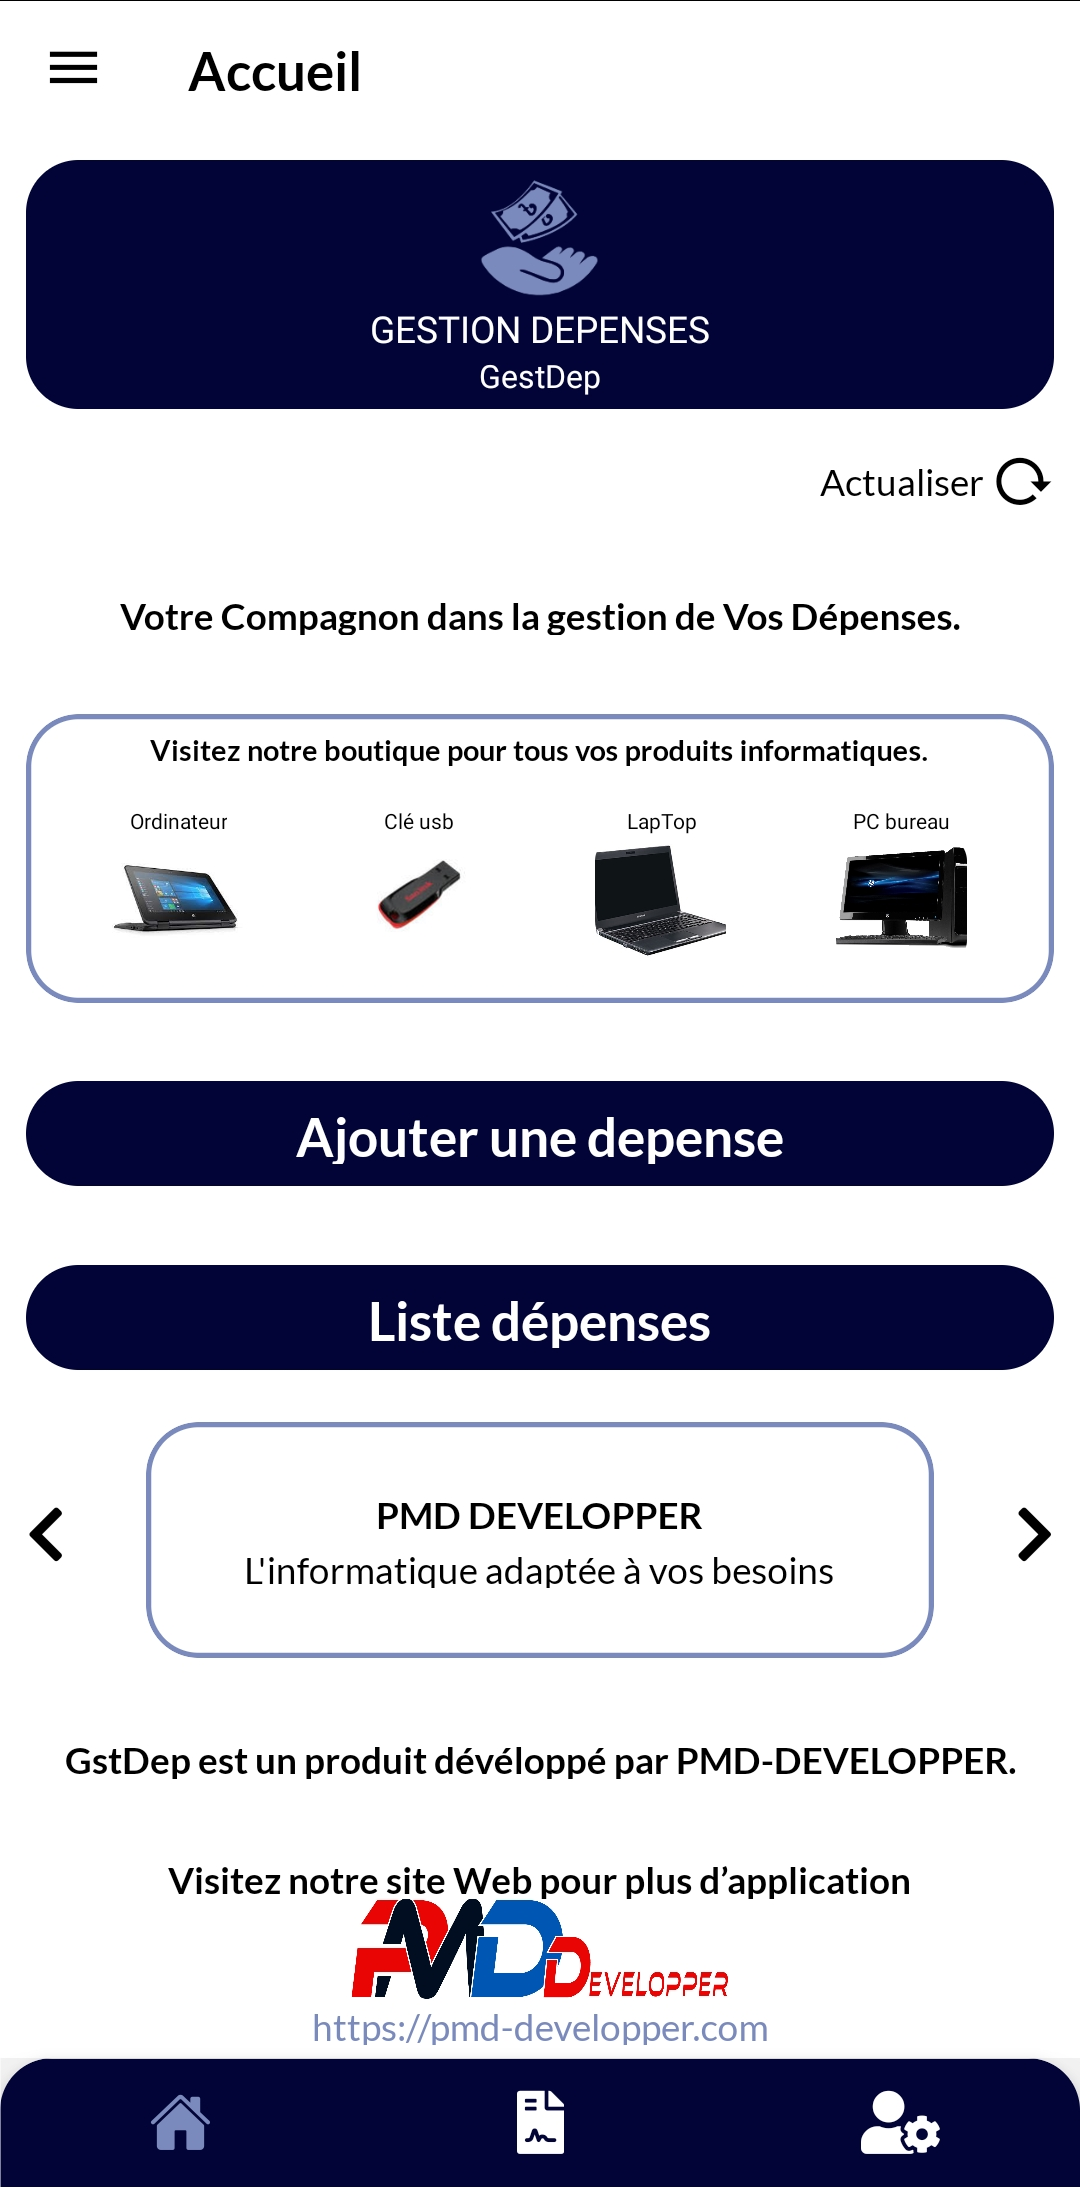 Accueil
GESTION DEPENSES
GestDep
Actualiser
Votre Compagnon dans la gestion de Vos Dépenses.
Visitez notre boutique pour tous vos produits informatiques.
Ordinateur
Clé usb
LapTop
PC bureau
Ajouter une depense
Liste dépenses
PMD DEVELOPPER
L'informatique adaptée à vos besoins
GstDep est un produit dévéloppé par PMD-DEVELOPPER.
Visitez notre site Web pour plus d’application
PMD DEVELOPPER
https://pmd-developper.com